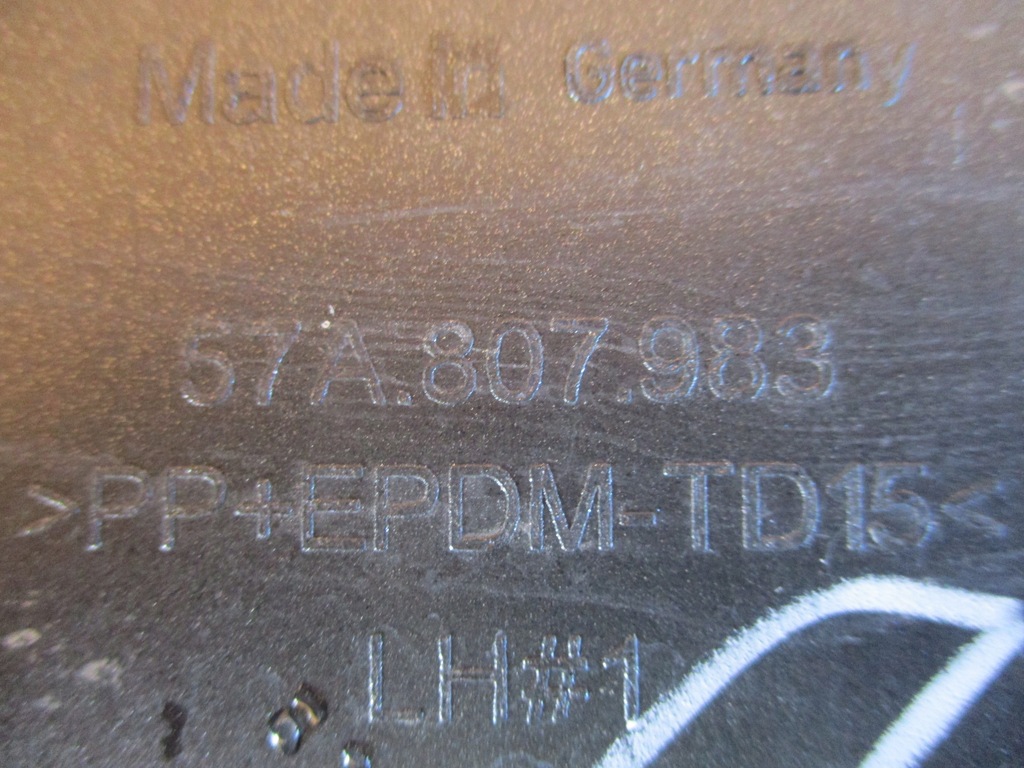 Made In Germany
57A.807.983
>PP+EPDM-TD15<
LH#1